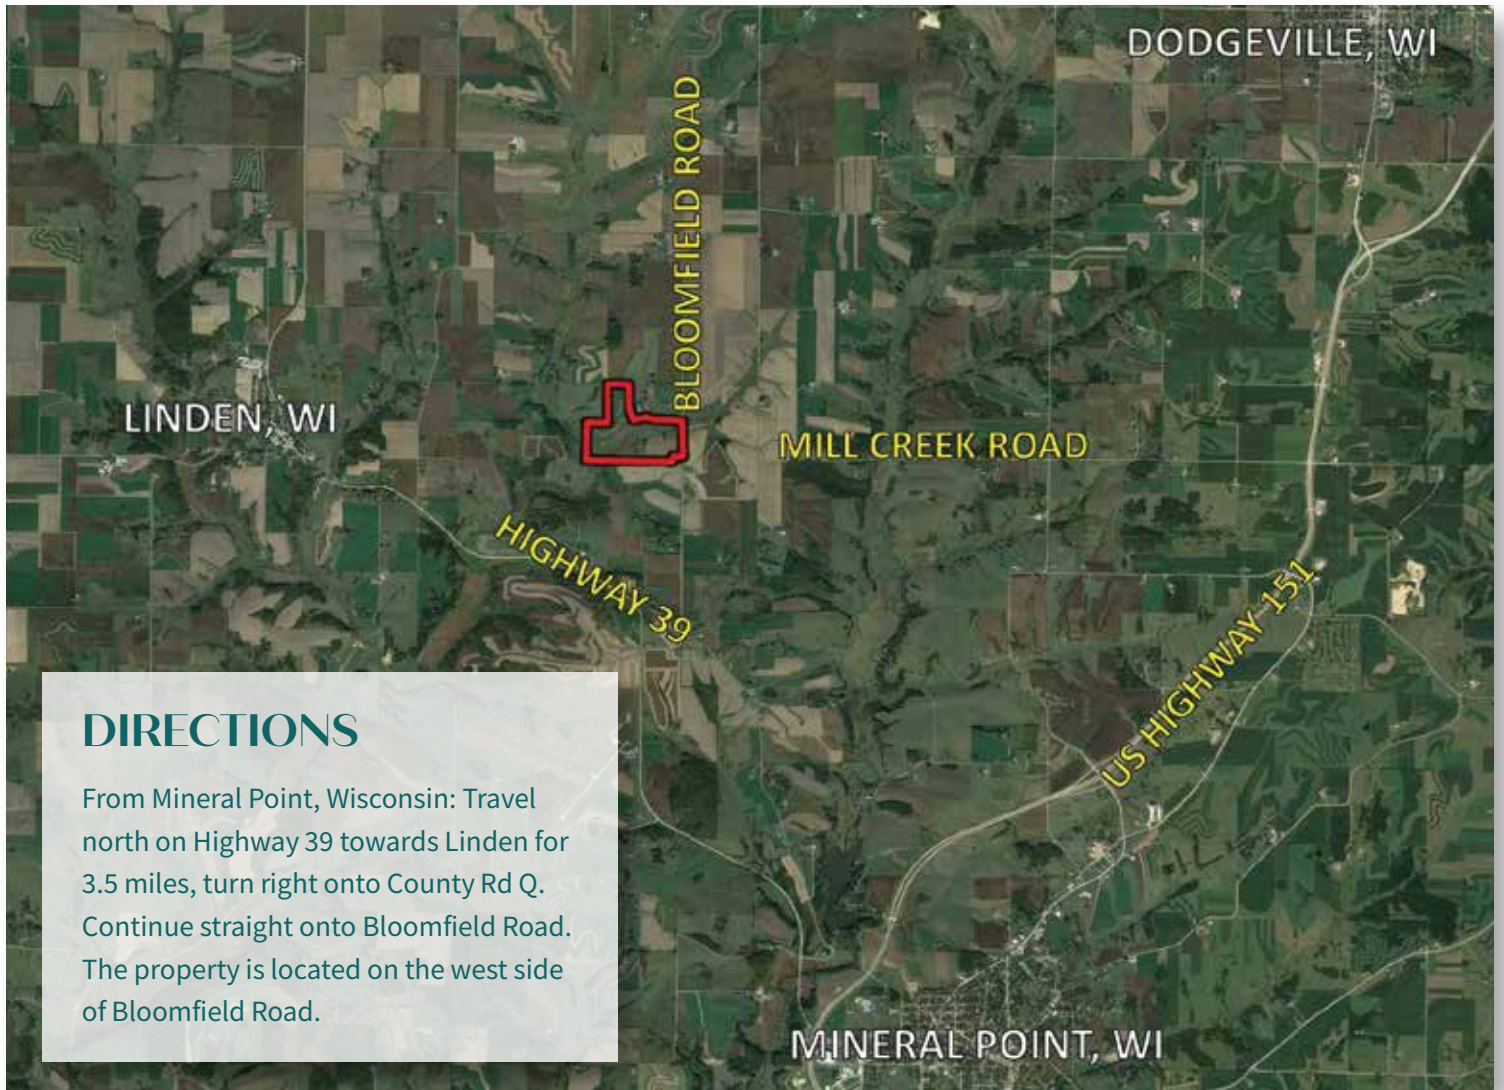 DODGEVILLE, WI
BLOOMFIELD ROAD
LINDEN, WI
MILL CREEK ROAD
HIGHWAY 39
US HIGHWAY 151
DIRECTIONS
From Mineral Point, Wisconsin: Travel
north on Highway 39 towards Linden for
3.5 miles, turn right onto County Rd Q.
Continue straight onto Bloomfield Road.
The property is located on the west side
of Bloomfield Road.
MINERAL POINT, WI